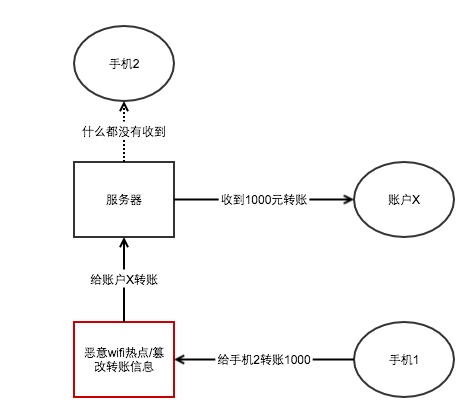 手机2
什么都没有收到
服务器
收到1000元转账
账户X
给账户X转账
恶意wifi热点/篡
改转账信息
给手机2转账1000
手机1